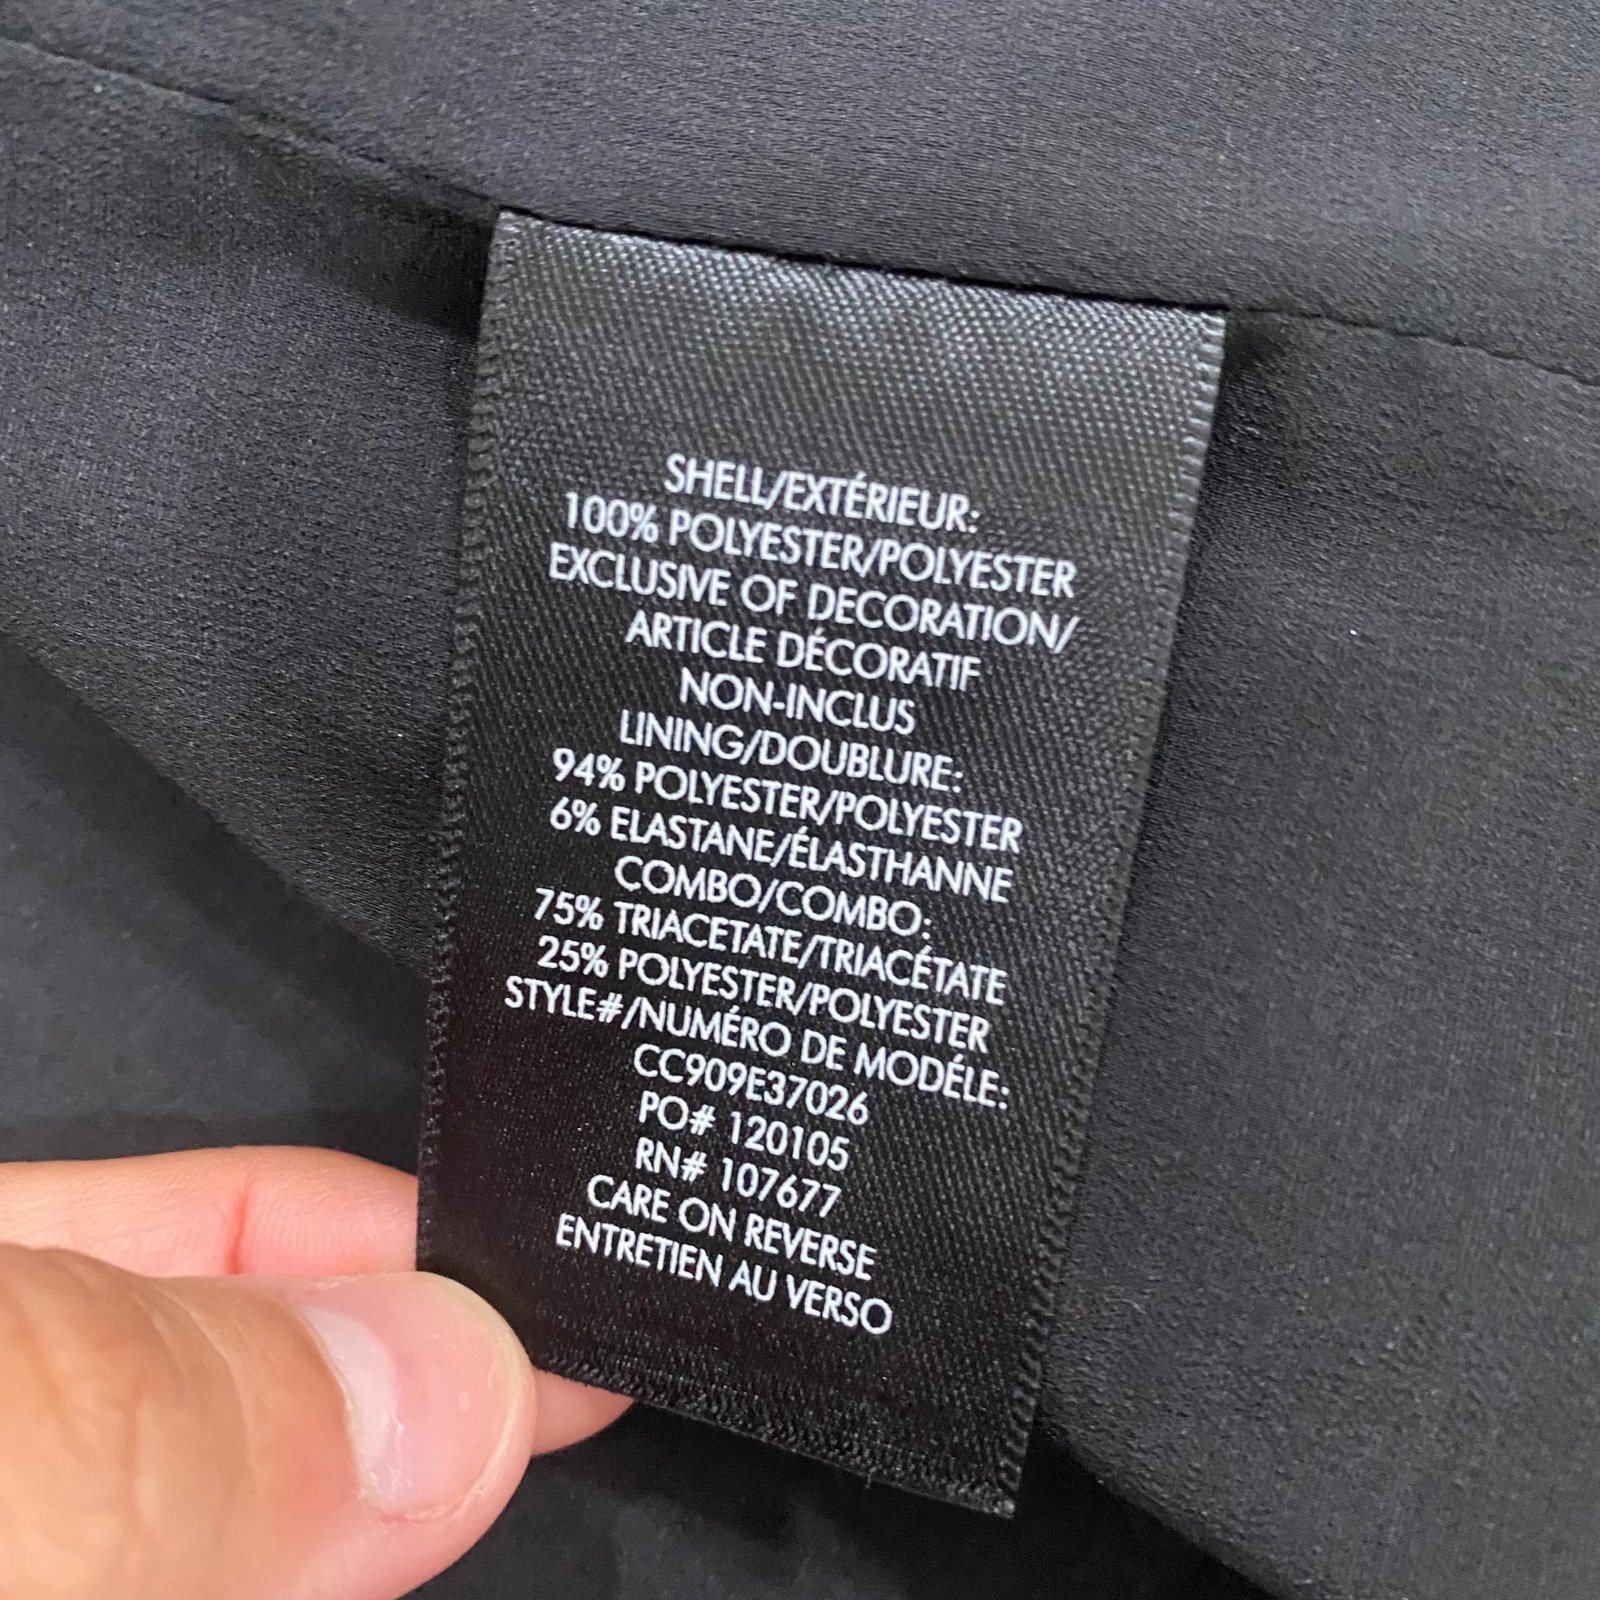 SHELL/EXTÉRIEUR:
100% POLYESTER/POLYESTER
EXCLUSIVE OF DECORATION/
ARTICLE DÉCORATIF
NON-INCLUS
LINING/DOUBLURE:
94% POLYESTER/POLYESTER
6% ELASTANE/ÉLASTHANNE
COMBO/COMBO:
75% TRIACETATE/TRIACÉTATE
25% POLYESTER/POLYESTER
STYLE#/NUMÉRO DE MODÉLE:
CC909E37026
PO# 120105
RN# 107677
CARE ON REVERSE
ENTRETIEN AU VERSO